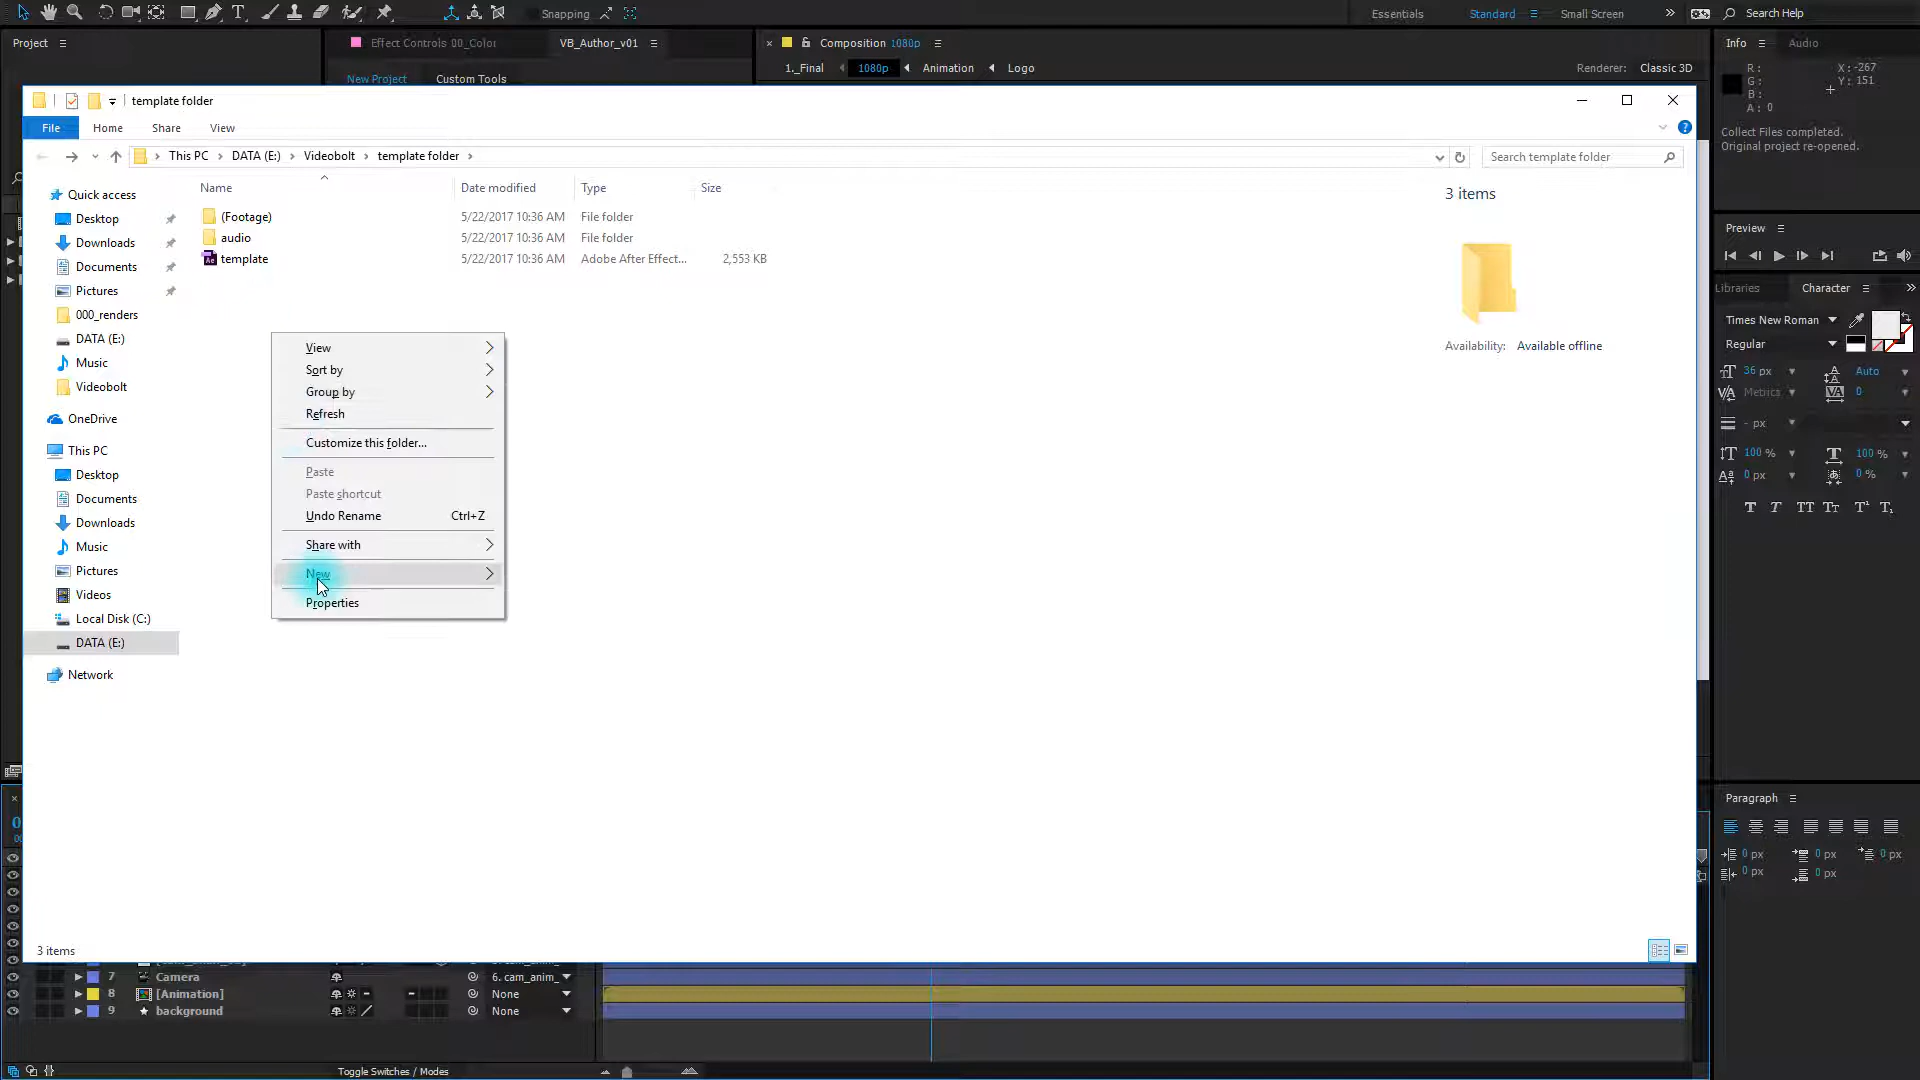 Snapping
Essentials
Standard
Small Screen
Search Help
Project
Effect Controls 00_Color
VB_Author_v01
Composition 1080p
Info
Audio
New Project
Custom Tools
1._Final
1080p
Animation
Logo
Renderer:
Classic 3D
R:
G:
B:
A: 0
X: -267
Y: 151
Collect Files completed.
Original project re-opened.
template folder
File
Home
Share
View
This PC
DATA (E:)
Videobolt
template folder
Search template folder
Quick access
Desktop
Downloads
Documents
Pictures
000_renders
DATA (E:)
Music
Videobolt
OneDrive
This PC
Desktop
Documents
Downloads
Music
Pictures
Videos
Local Disk (C:)
DATA (E:)
Network
Name
Date modified
Type
Size
(Footage)
5/22/2017 10:36 AM
File folder
audio
5/22/2017 10:36 AM
File folder
template
5/22/2017 10:36 AM
Adobe After Effect...
2,553 KB
View
Sort by
Group by
Refresh
Customize this folder...
Paste
Paste shortcut
Undo Rename
Ctrl+Z
Share with
New
Properties
3 items
Availability:
Available offline
3 items
Preview
Libraries
Character
Times New Roman
Regular
36 px
Auto
Metrics
0
- px
100 %
100 %
0 px
0 %
Paragraph
0 px
0 px
0 px
0 px
0 px
7
Camera
6. cam_anim_
8
[Animation]
None
9
background
None
Toggle Switches / Modes